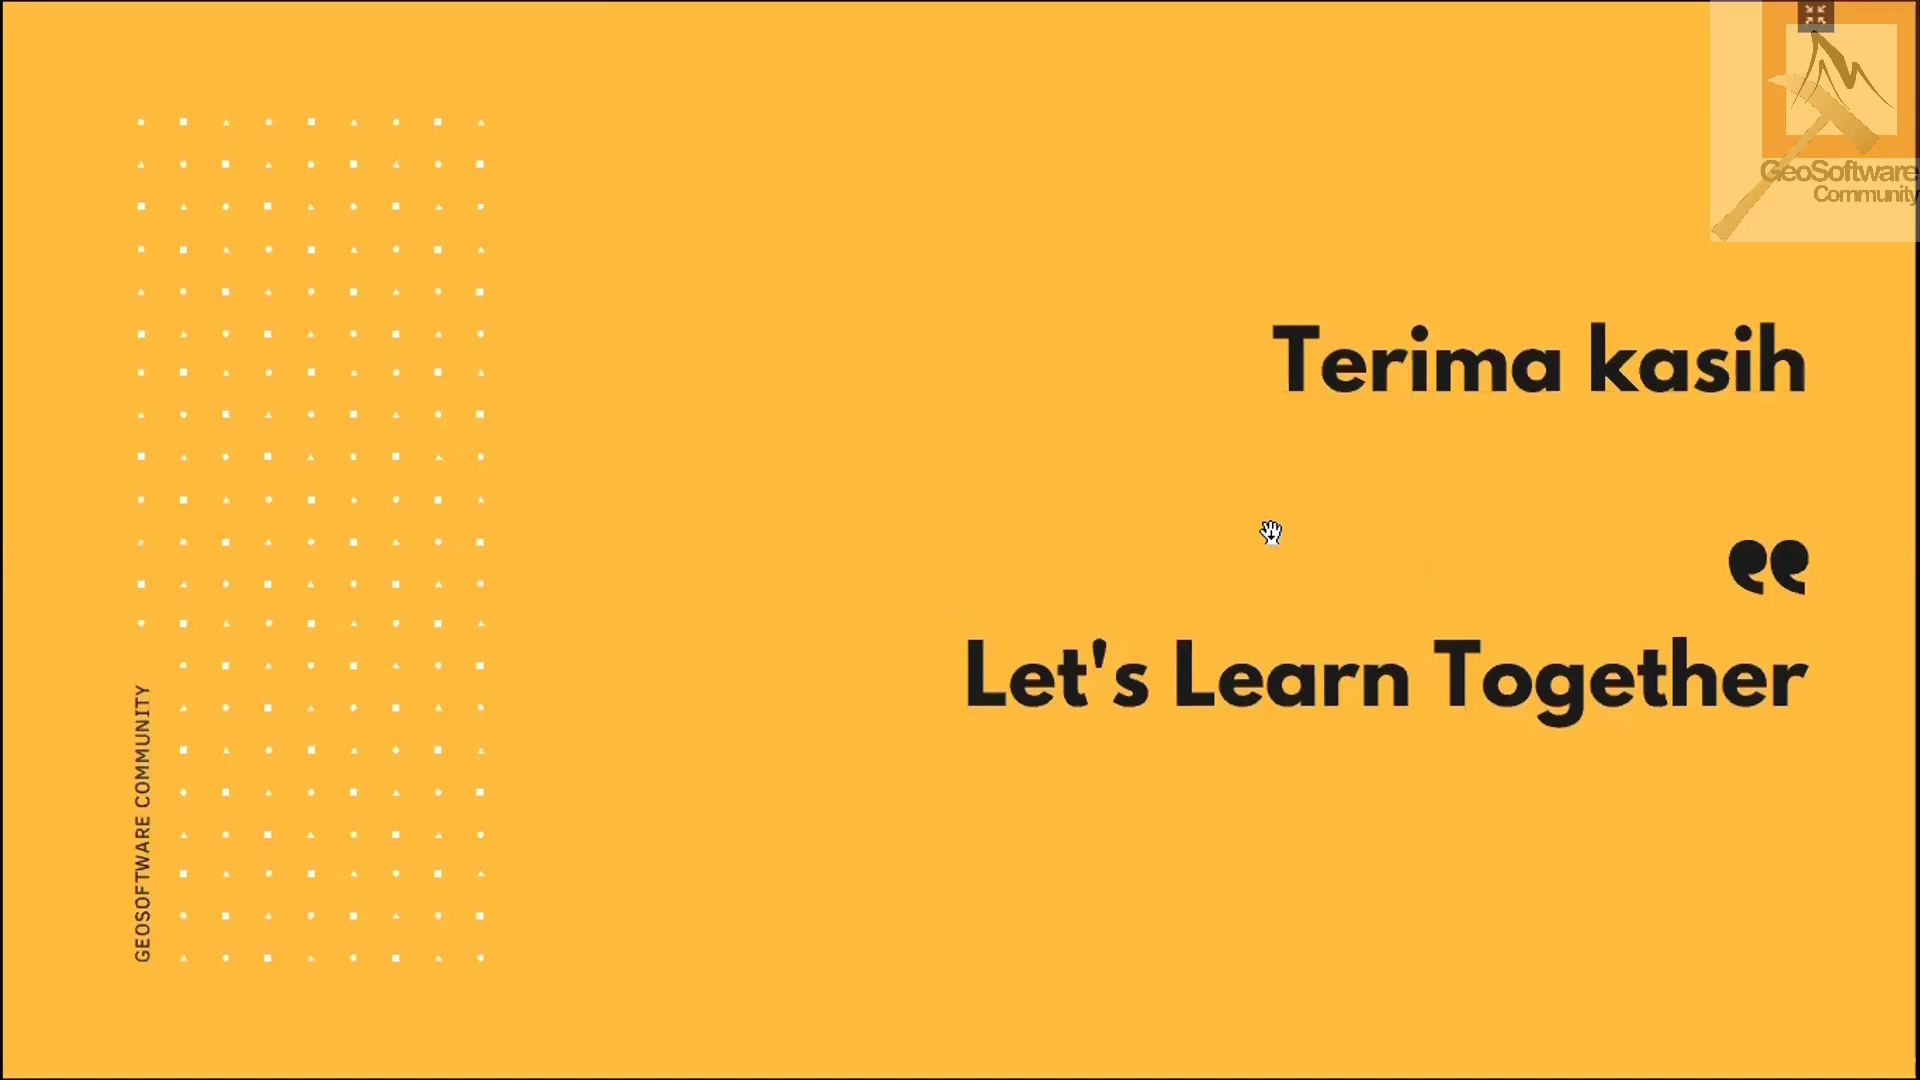 GeoSoftware
Community
Terima kasih
Let's Learn Together
GEOSOFTWARE COMMUNITY